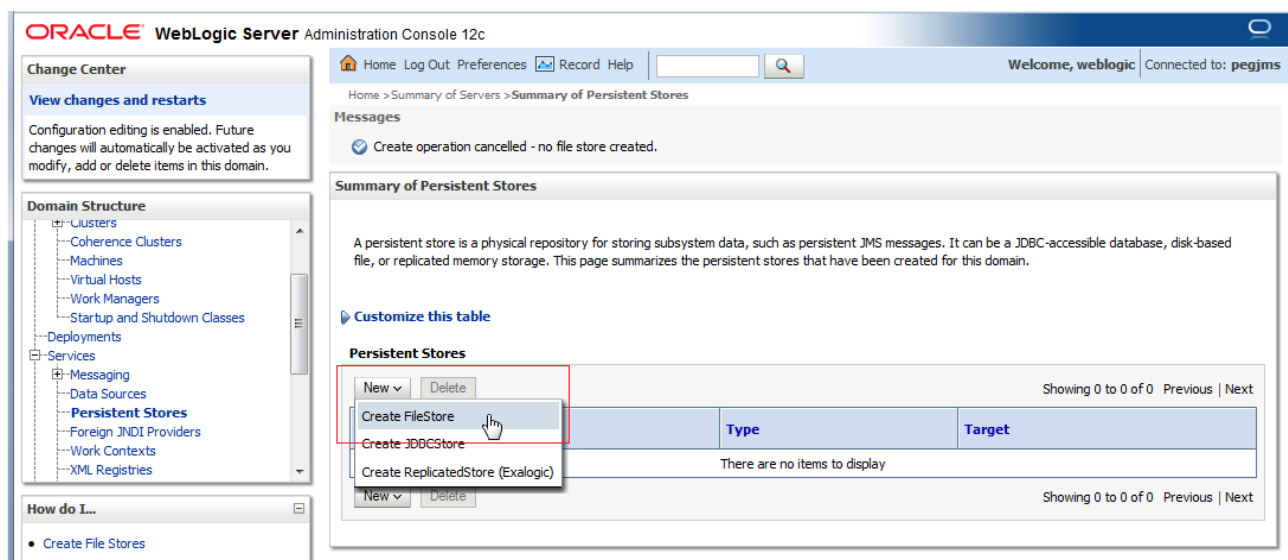 ORACLE WebLogic Server Administration Console 12c
Change Center
View changes and restarts
Configuration editing is enabled. Future
changes will automatically be activated as you
modify, add or delete items in this domain.
Domain Structure
Clusters
Coherence Clusters
Machines
Virtual Hosts
Work Managers
Startup and Shutdown Classes
Deployments
Services
Messaging
Data Sources
Persistent Stores
Foreign JNDI Providers
Work Contexts
XML Registries
How do I...
Create File Stores
Home Log Out Preferences Record Help
Welcome, weblogic Connected to: pegjms
Home >Summary of Servers >Summary of Persistent Stores
Messages
Create operation cancelled - no file store created.
Summary of Persistent Stores
A persistent store is a physical repository for storing subsystem data, such as persistent JMS messages. It can be a JDBC-accessible database, disk-based
file, or replicated memory storage. This page summarizes the persistent stores that have been created for this domain.
Customize this table
Persistent Stores
New Delete
Showing 0 to 0 of 0 Previous | Next
Create FileStore
Create JDBCStore
Create ReplicatedStore (Exalogic)
Type Target
There are no items to display
New Delete
Showing 0 to 0 of 0 Previous | Next